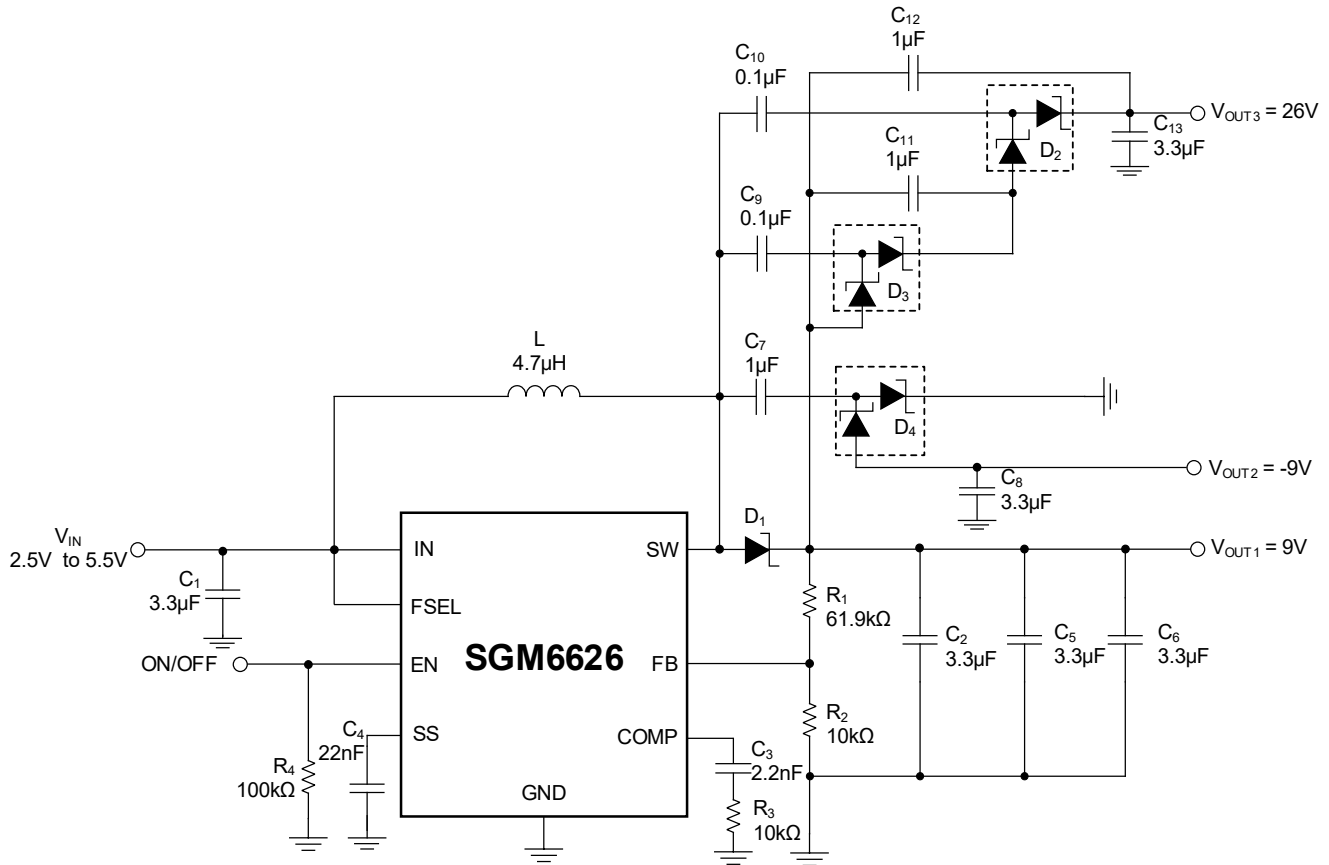 C12
1µF
C10
0.1µF
VOUT3 = 26V
C13
3.3µF
D2
C11
1µF
C9
0.1µF
D3
L
4.7µH
C7
1µF
D4
VOUT2 = -9V
C8
3.3µF
VIN
2.5V to 5.5V
C1
3.3µF
IN
FSEL
EN
SS
GND
SW
FB
COMP
SGM6626
D1
VOUT1 = 9V
R1
61.9kΩ
C2
3.3µF
C5
3.3µF
C6
3.3µF
ON/OFF
R2
10kΩ
C4
22nF
R4
100kΩ
C3
2.2nF
R3
10kΩ